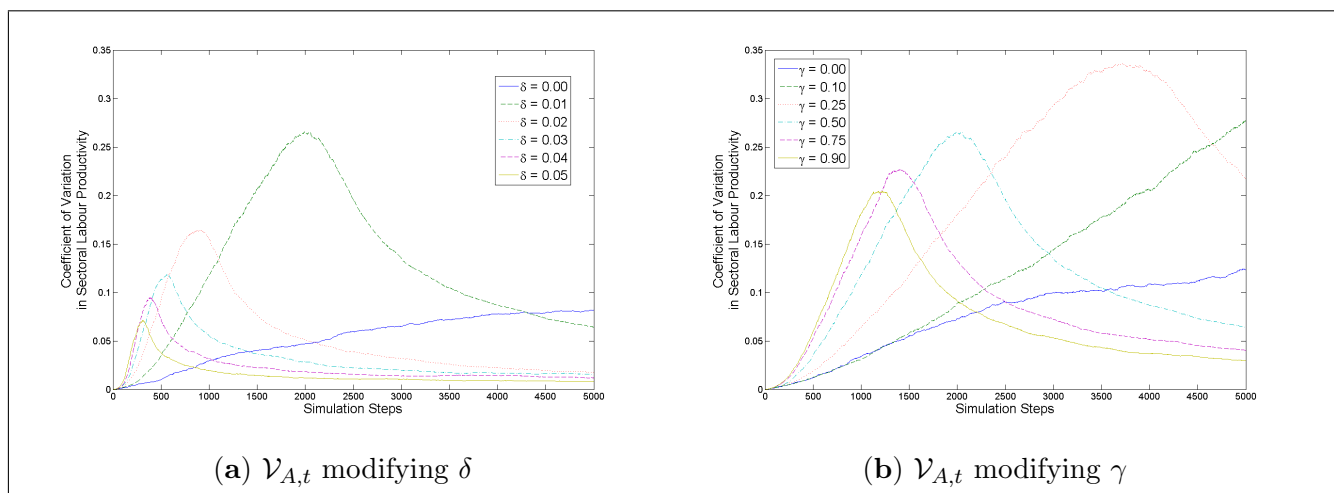 0.35
0.3
0.25
0.2
0.15
0.1
0.05
0
Coefficient of Variation
in Sectoral Labour Productivity
δ = 0.00
δ = 0.01
δ = 0.02
δ = 0.03
δ = 0.04
δ = 0.05
0 500 1000 1500 2000 2500 3000 3500 4000 4500 5000
Simulation Steps
(a) 𝒱A,t modifying δ
0.35
0.3
0.25
0.2
0.15
0.1
0.05
0
Coefficient of Variation
in Sectoral Labour Productivity
γ = 0.00
γ = 0.10
γ = 0.25
γ = 0.50
γ = 0.75
γ = 0.90
0 500 1000 1500 2000 2500 3000 3500 4000 4500 5000
Simulation Steps
(b) 𝒱A,t modifying γ